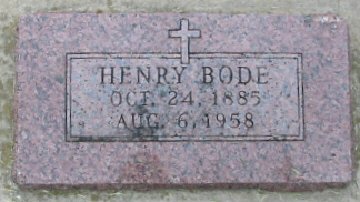 HENRY BODE
OCT. 24, 1885
AUG. 6, 1958